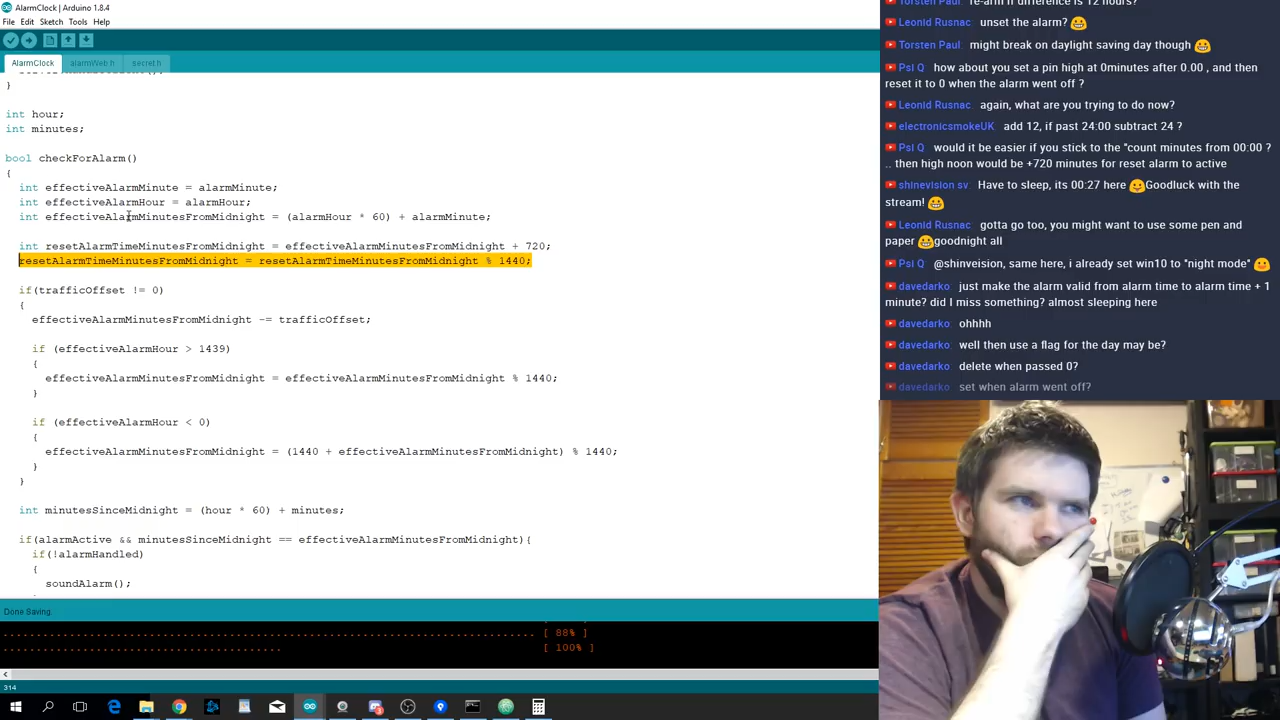 AlarmClock | Arduino 1.8.4
File Edit Sketch Tools Help
AlarmClock alarmWeb.h secret.h
}
int hour;
int minutes;
bool checkForAlarm()
{
int effectiveAlarmMinute = alarmMinute;
int effectiveAlarmHour = alarmHour;
int effectiveAlarmMinutesFromMidnight = (alarmHour * 60) + alarmMinute;
int resetAlarmTimeMinutesFromMidnight = effectiveAlarmMinutesFromMidnight + 720;
resetAlarmTimeMinutesFromMidnight = resetAlarmTimeMinutesFromMidnight % 1440;
if(trafficOffset != 0)
{
effectiveAlarmMinutesFromMidnight -= trafficOffset;
if (effectiveAlarmHour > 1439)
{
effectiveAlarmMinutesFromMidnight = effectiveAlarmMinutesFromMidnight % 1440;
}
if (effectiveAlarmHour < 0)
{
effectiveAlarmMinutesFromMidnight = (1440 + effectiveAlarmMinutesFromMidnight) % 1440;
}
}
int minutesSinceMidnight = (hour * 60) + minutes;
if(alarmActive && minutesSinceMidnight == effectiveAlarmMinutesFromMidnight){
if(!alarmHandled)
{
soundAlarm();
Done Saving.
[ 88% ]
[ 100% ]
314
Torsten Paul: re-arm if difference is 12 hours?
Leonid Rusnac: unset the alarm?
Torsten Paul: might break on daylight saving day though
Psi Q: how about you set a pin high at 0minutes after 0.00 , and then
reset it to 0 when the alarm went off ?
Leonid Rusnac: again, what are you trying to do now?
electronicsmokeUK: add 12, if past 24:00 subtract 24 ?
Psi Q: would it be easier if you stick to the "count minutes from 00:00 ?
.. then high noon would be +720 minutes for reset alarm to active
shinevision sv: Have to sleep, its 00:27 here Goodluck with the
stream!
Leonid Rusnac: gotta go too, you might want to use some pen and
paper goodnight all
Psi Q: @shinveision, same here, i already set win10 to "night mode"
davedarko: just make the alarm valid from alarm time to alarm time + 1
minute? did I miss something? almost sleeping here
davedarko: ohhhh
davedarko: well then use a flag for the day may be?
davedarko: delete when passed 0?
davedarko: set when alarm went off?